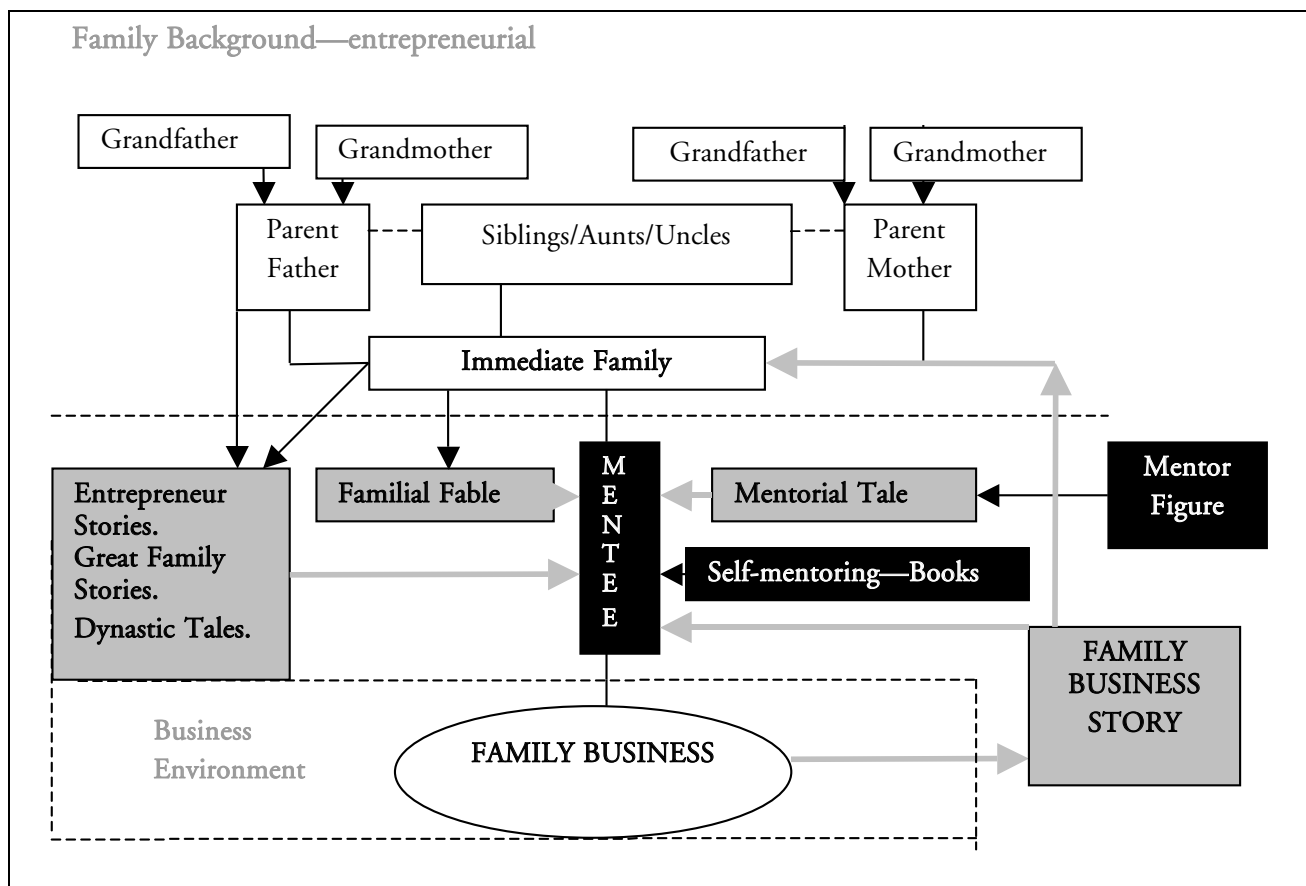 Family Background—entrepreneurial
Grandfather
Grandmother
Grandfather
Grandmother
Parent
Father
Siblings/Aunts/Uncles
Parent
Mother
Immediate Family
Entrepreneur
Stories.
Great Family
Stories.
Dynastic Tales.
Familial Fable
M
E
N
T
E
E
Mentorial Tale
Mentor
Figure
Self-mentoring—Books
FAMILY
BUSINESS
STORY
Business
Environment
FAMILY BUSINESS